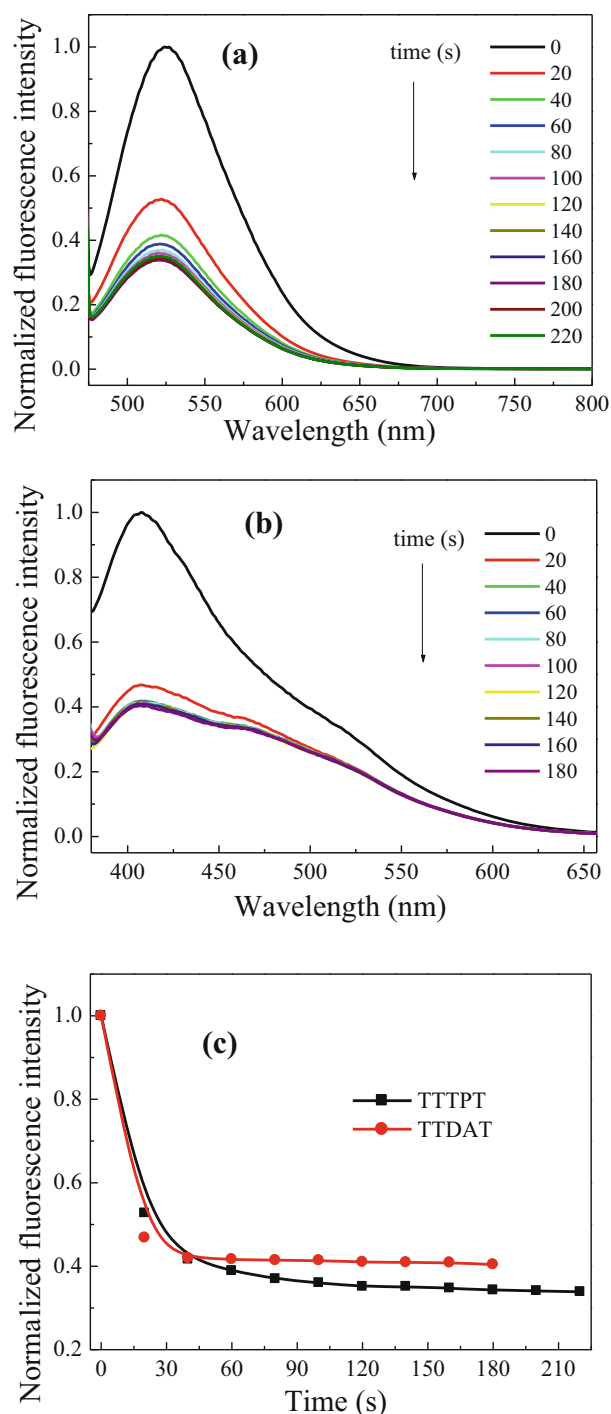 Normalized fluorescence intensity
1.0
0.8
0.6
0.4
0.2
0.0
(a)
time (s)
0
20
40
60
80
100
120
140
160
180
200
220
500 550 600 650 700 750 800
Wavelength (nm)
Normalized fluorescence intensity
1.0
0.8
0.6
0.4
0.2
0.0
(b)
time (s)
0
20
40
60
80
100
120
140
160
180
400 450 500 550 600 650
Wavelength (nm)
Normalized fluorescence intensity
1.0
0.8
0.6
0.4
0.2
(c)
TTTPT
TTDAT
0 30 60 90 120 150 180 210
Time (s)